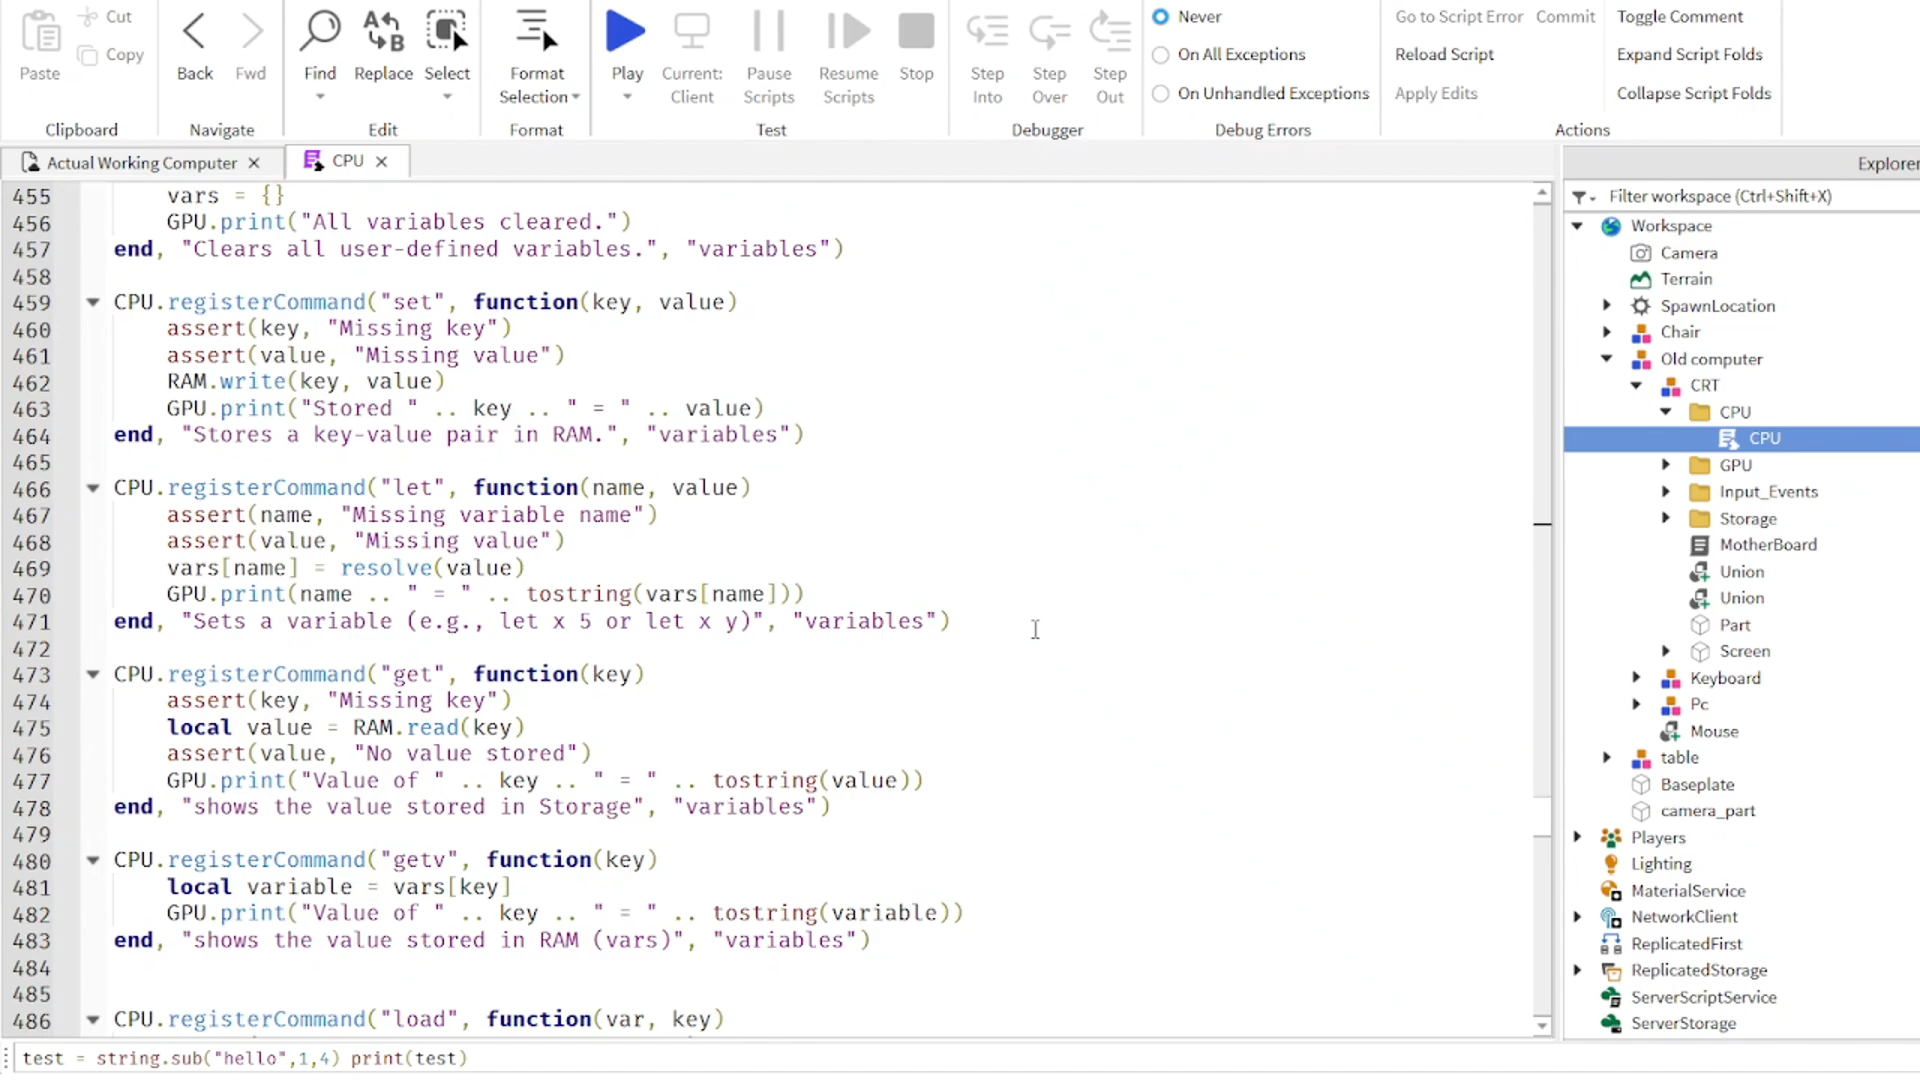 Paste
Cut
Copy
Clipboard
Back
Fwd
Navigate
Find
Replace
Select
Edit
Format
Selection
Format
Play
Current:
Client
Pause
Scripts
Resume
Scripts
Stop
Test
Step
Into
Step
Over
Step
Out
Debugger
Never
On All Exceptions
On Unhandled Exceptions
Debug Errors
Go to Script Error
Commit
Reload Script
Apply Edits
Toggle Comment
Expand Script Folds
Collapse Script Folds
Actions
Actual Working Computer
CPU
455 vars = {}
456 GPU.print("All variables cleared.")
457 end, "Clears all user-defined variables.", "variables")
458
459 CPU.registerCommand("set", function(key, value)
460 assert(key, "Missing key")
461 assert(value, "Missing value")
462 RAM.write(key, value)
463 GPU.print("Stored " .. key .. " = " .. value)
464 end, "Stores a key-value pair in RAM.", "variables")
465
466 CPU.registerCommand("let", function(name, value)
467 assert(name, "Missing variable name")
468 assert(value, "Missing value")
469 vars[name] = resolve(value)
470 GPU.print(name .. " = " .. tostring(vars[name]))
471 end, "Sets a variable (e.g., let x 5 or let x y)", "variables")
472
473 CPU.registerCommand("get", function(key)
474 assert(key, "Missing key")
475 local value = RAM.read(key)
476 assert(value, "No value stored")
477 GPU.print("Value of " .. key .. " = " .. tostring(value))
478 end, "shows the value stored in Storage", "variables")
479
480 CPU.registerCommand("getv", function(key)
481 local variable = vars[key]
482 GPU.print("Value of " .. key .. " = " .. tostring(variable))
483 end, "shows the value stored in RAM (vars)", "variables")
484
485
486 CPU.registerCommand("load", function(var, key)
test = string.sub("hello",1,4) print(test)
Explorer
Filter workspace (Ctrl+Shift+X)
Workspace
Camera
Terrain
SpawnLocation
Chair
Old computer
CRT
CPU
CPU
GPU
Input_Events
Storage
MotherBoard
Union
Union
Part
Screen
Keyboard
Pc
Mouse
table
Baseplate
camera_part
Players
Lighting
MaterialService
NetworkClient
ReplicatedFirst
ReplicatedStorage
ServerScriptService
ServerStorage